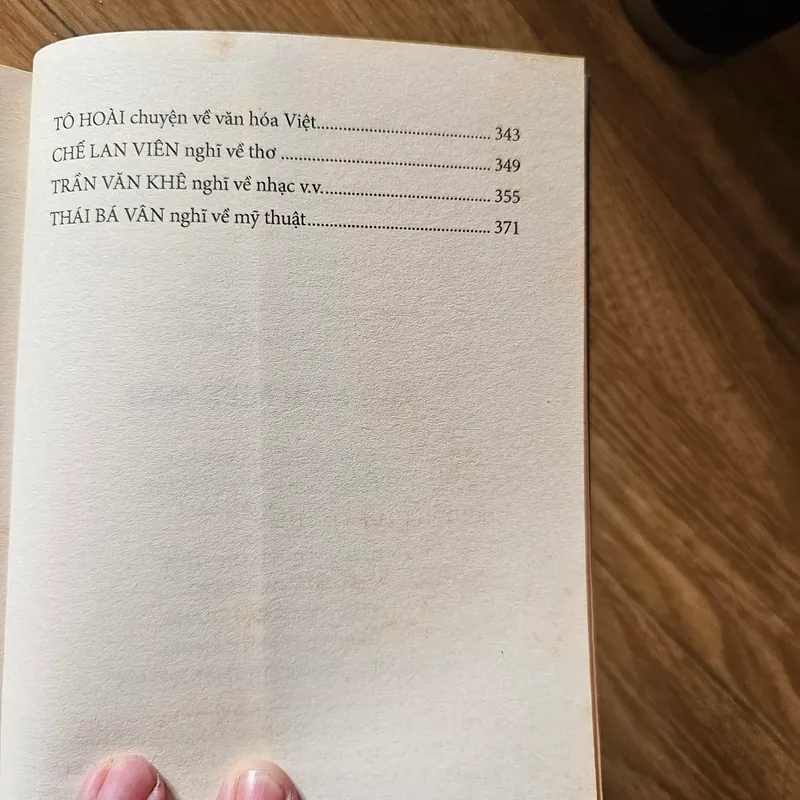 TÔ HOÀI chuyện về văn hóa Việt.................................................. 343
CHẾ LAN VIÊN nghĩ về thơ ............................................................ 349
TRẦN VĂN KHÊ nghĩ về nhạc v.v................................................ 355
THÁI BÁ VÂN nghĩ về mỹ thuật.................................................... 371